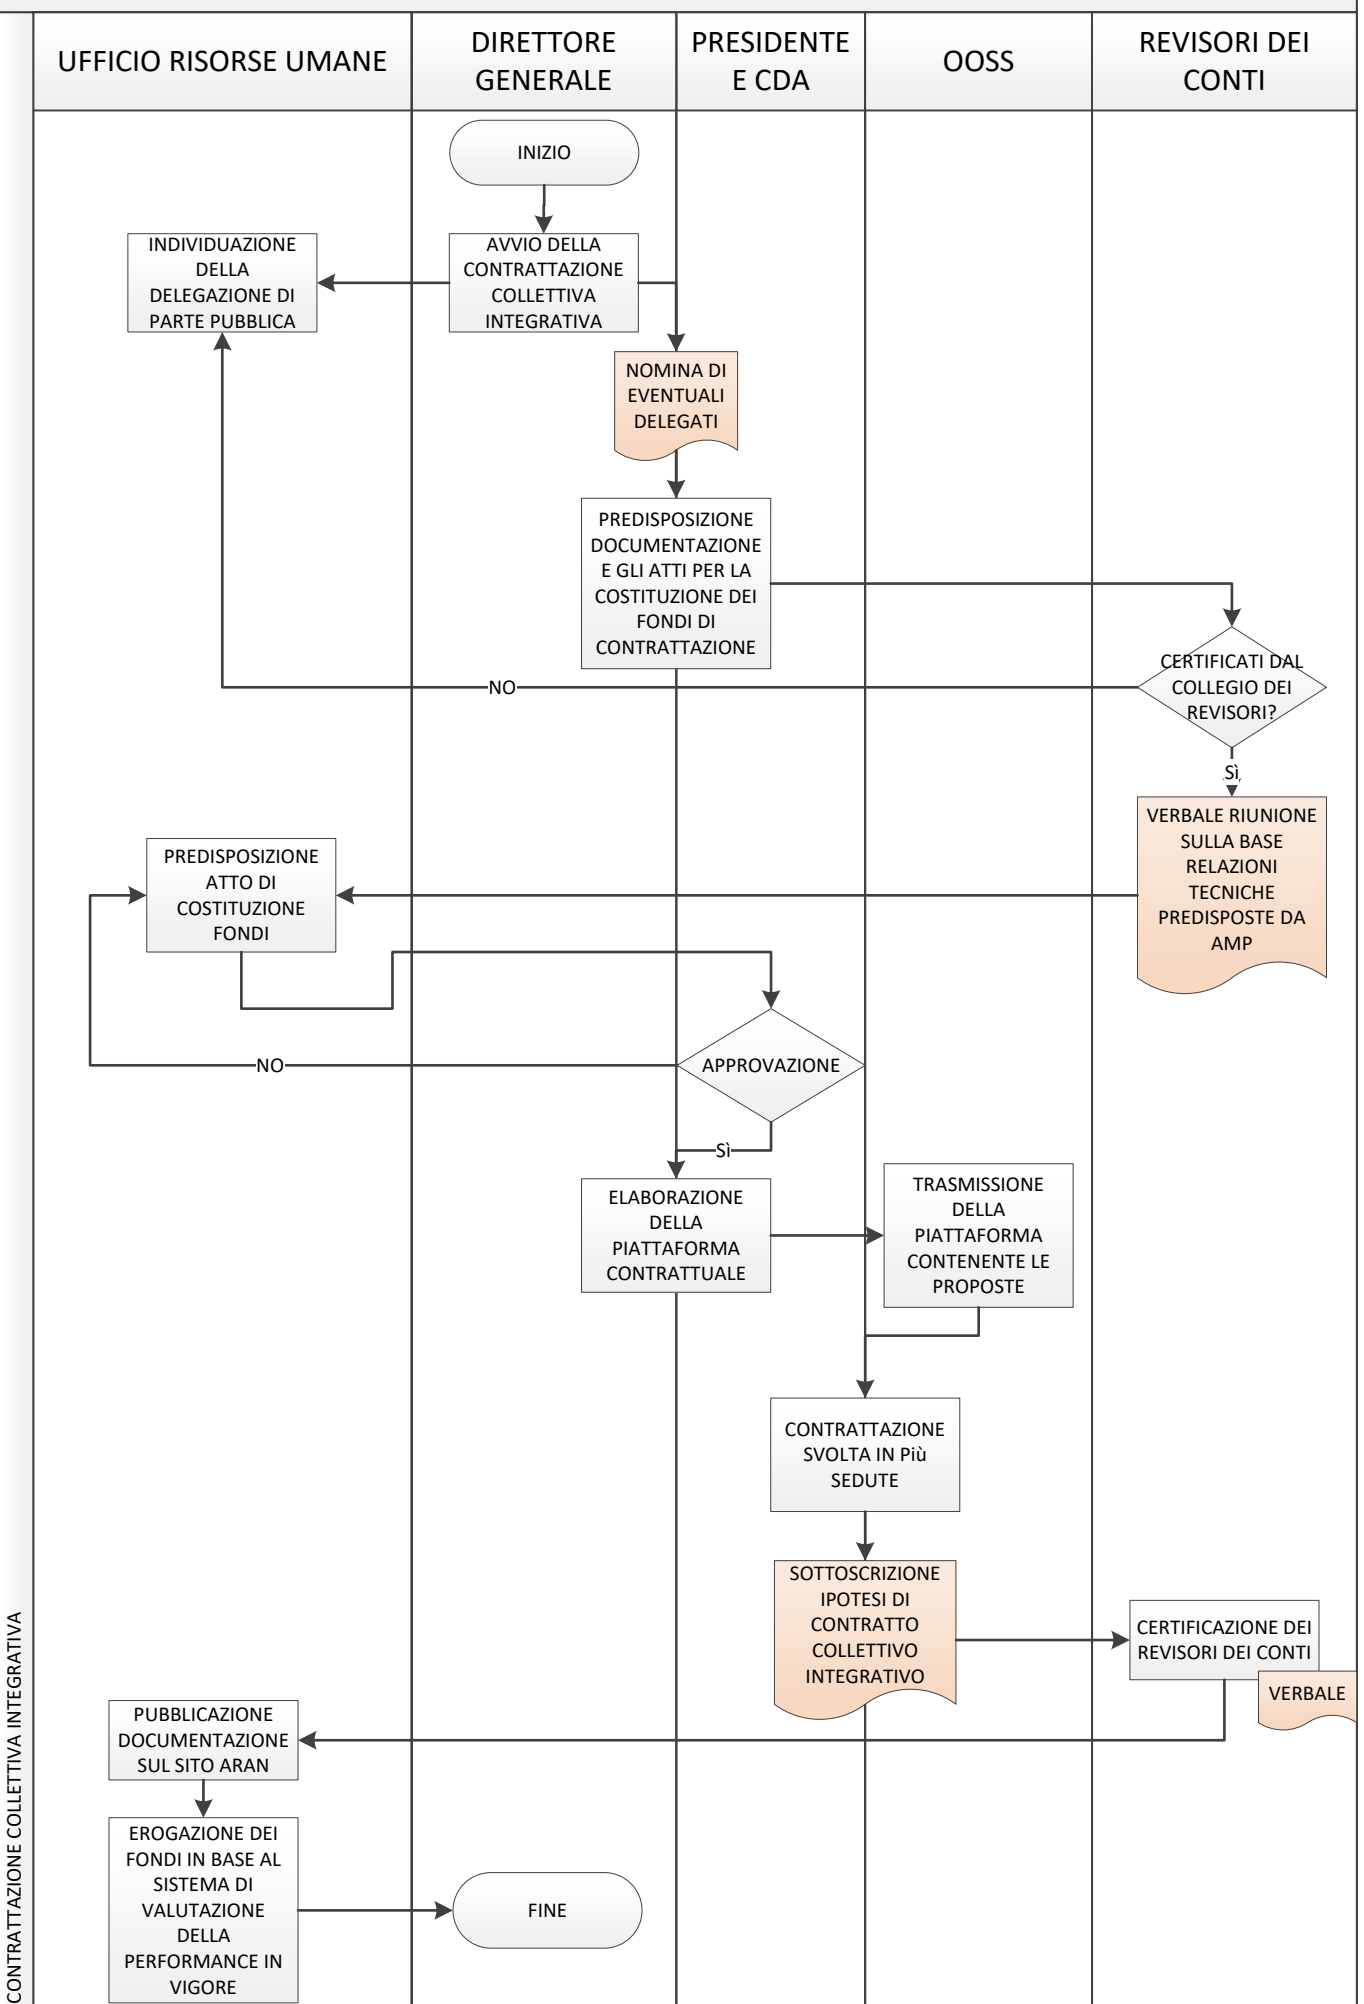 UFFICIO RISORSE UMANE
DIRETTORE
GENERALE
PRESIDENTE
E CDA
OOSS
REVISORI DEI
CONTI
INIZIO
INDIVIDUAZIONE
DELLA
DELEGAZIONE DI
PARTE PUBBLICA
AVVIO DELLA
CONTRATTAZIONE
COLLETTIVA
INTEGRATIVA
NOMINA DI
EVENTUALI
DELEGATI
PREDISPOSIZIONE
DOCUMENTAZIONE
E GLI ATTI PER LA
COSTITUZIONE DEI
FONDI DI
CONTRATTAZIONE
CERTIFICATI DAL
COLLEGIO DEI
REVISORI?
NO
Sì
VERBALE RIUNIONE
SULLA BASE
RELAZIONI
TECNICHE
PREDISPOSTE DA
AMP
PREDISPOSIZIONE
ATTO DI
COSTITUZIONE
FONDI
APPROVAZIONE
NO
Sì
ELABORAZIONE
DELLA
PIATTAFORMA
CONTRATTUALE
TRASMISSIONE
DELLA
PIATTAFORMA
CONTENENTE LE
PROPOSTE
CONTRATTAZIONE
SVOLTA IN Più
SEDUTE
SOTTOSCRIZIONE
IPOTESI DI
CONTRATTO
COLLETTIVO
INTEGRATIVO
CERTIFICAZIONE DEI
REVISORI DEI CONTI
VERBALE
PUBBLICAZIONE
DOCUMENTAZIONE
SUL SITO ARAN
EROGAZIONE DEI
FONDI IN BASE AL
SISTEMA DI
VALUTAZIONE
DELLA
PERFORMANCE IN
VIGORE
FINE
CONTRATTAZIONE COLLETTIVA INTEGRATIVA